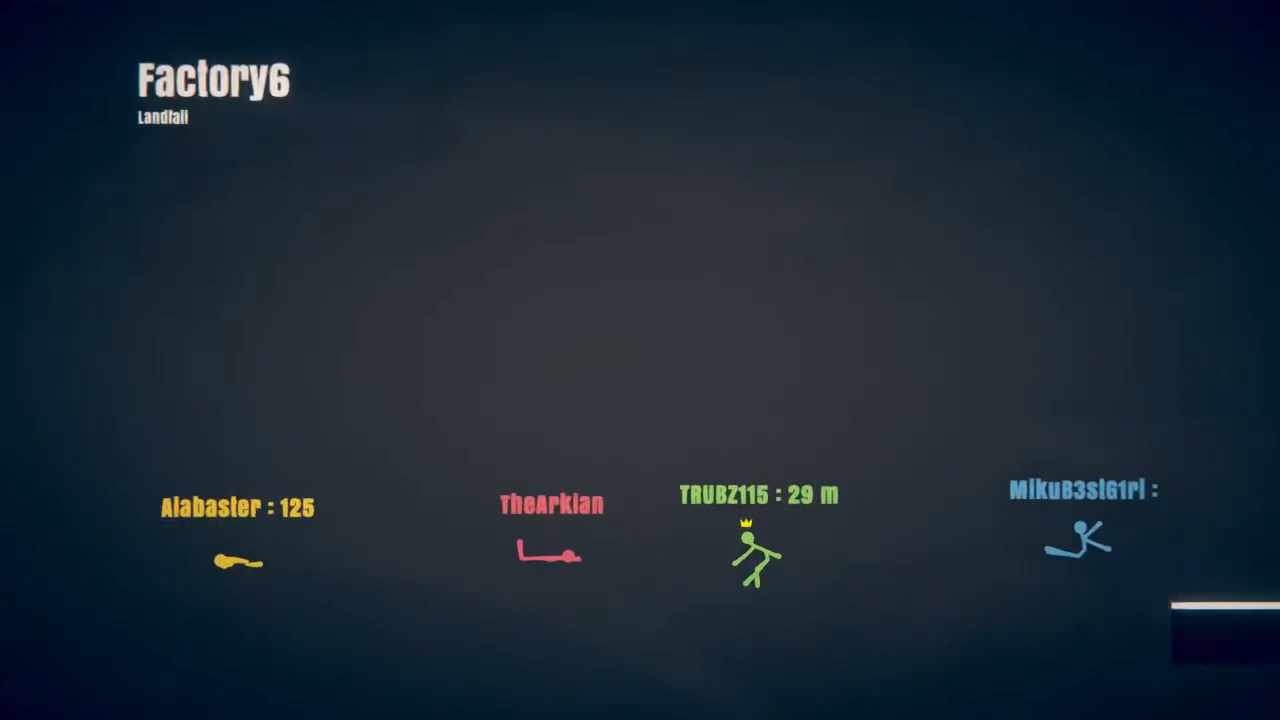 Factory6
Landfall
Alabaster : 125
TheArkian
TRUBZ115 : 29 m
MikuB3stG1rl :